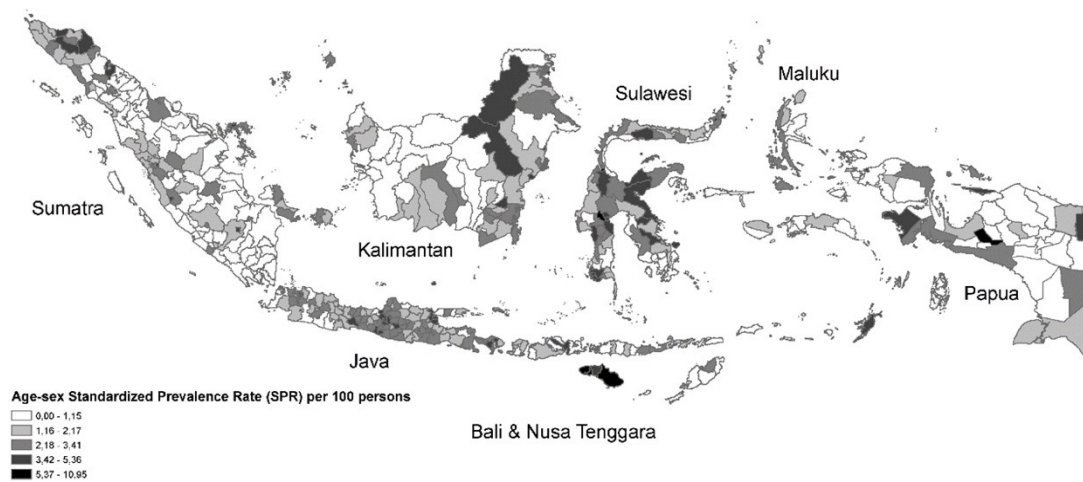 Maluku
Sulawesi
Sumatra
Kalimantan
Papua
Java
Age-sex Standardized Prevalence Rate (SPR) per 100 persons
0,00 - 1,15
1,16 - 2,17
2,18 - 3,41
3,42 - 5,36
5,37 - 10,95
Bali & Nusa Tenggara